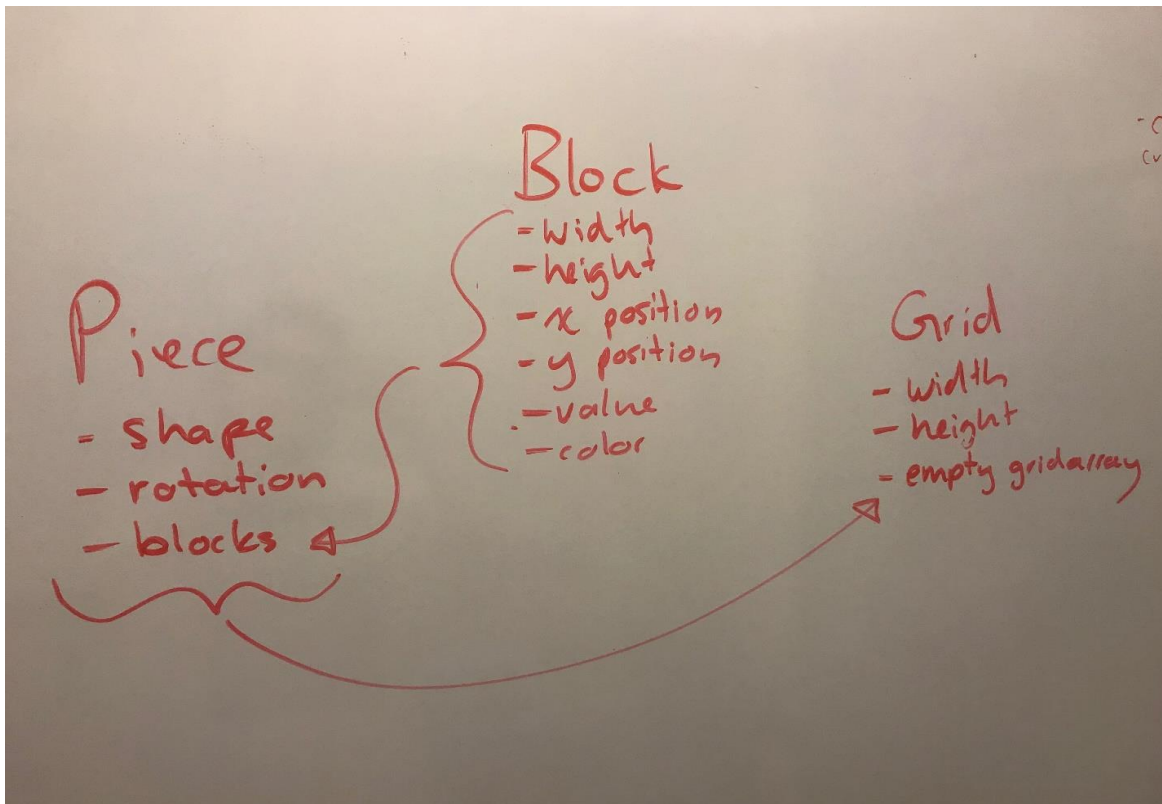 Block
- width
- height
- x position
- y position
- value
- color
Piece
- shape
- rotation
- blocks
Grid
- width
- height
- empty gridarray